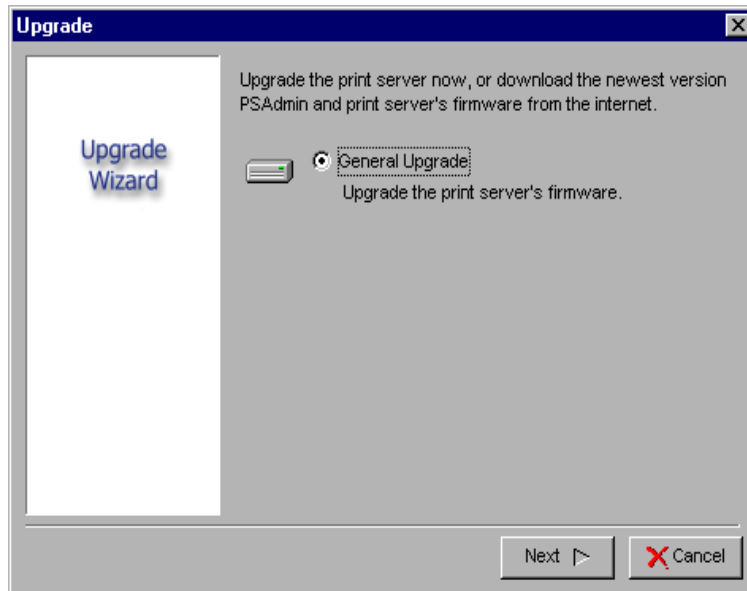 Upgrade
Upgrade the print server now, or download the newest version
PSAdmin and print server's firmware from the internet.
Upgrade
Wizard
General Upgrade
Upgrade the print server's firmware.
Next
Cancel